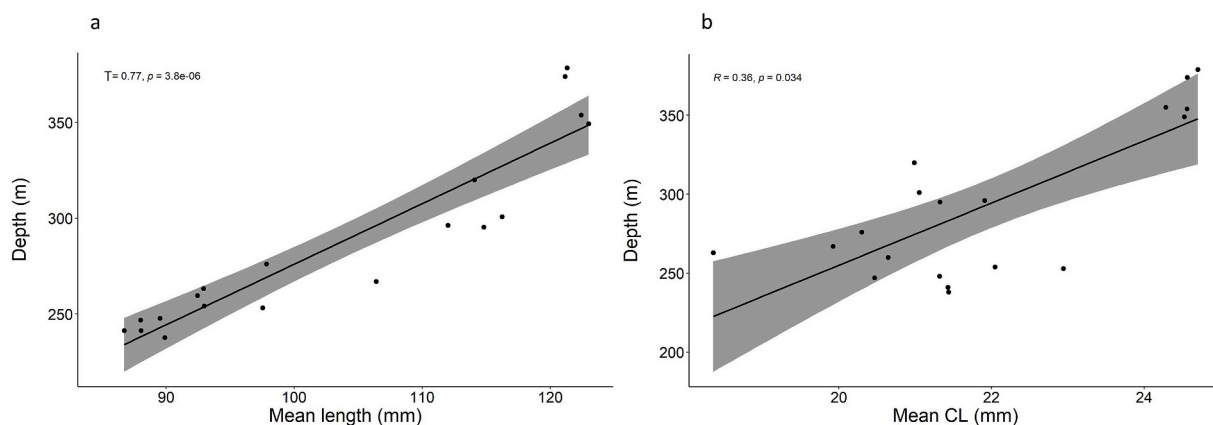 a
T= 0.77, p = 3.8e-06
350
300
250
Depth (m)
90
100
110
120
Mean length (mm)
b
R = 0.36, p = 0.034
350
300
250
200
Depth (m)
20
22
24
Mean CL (mm)